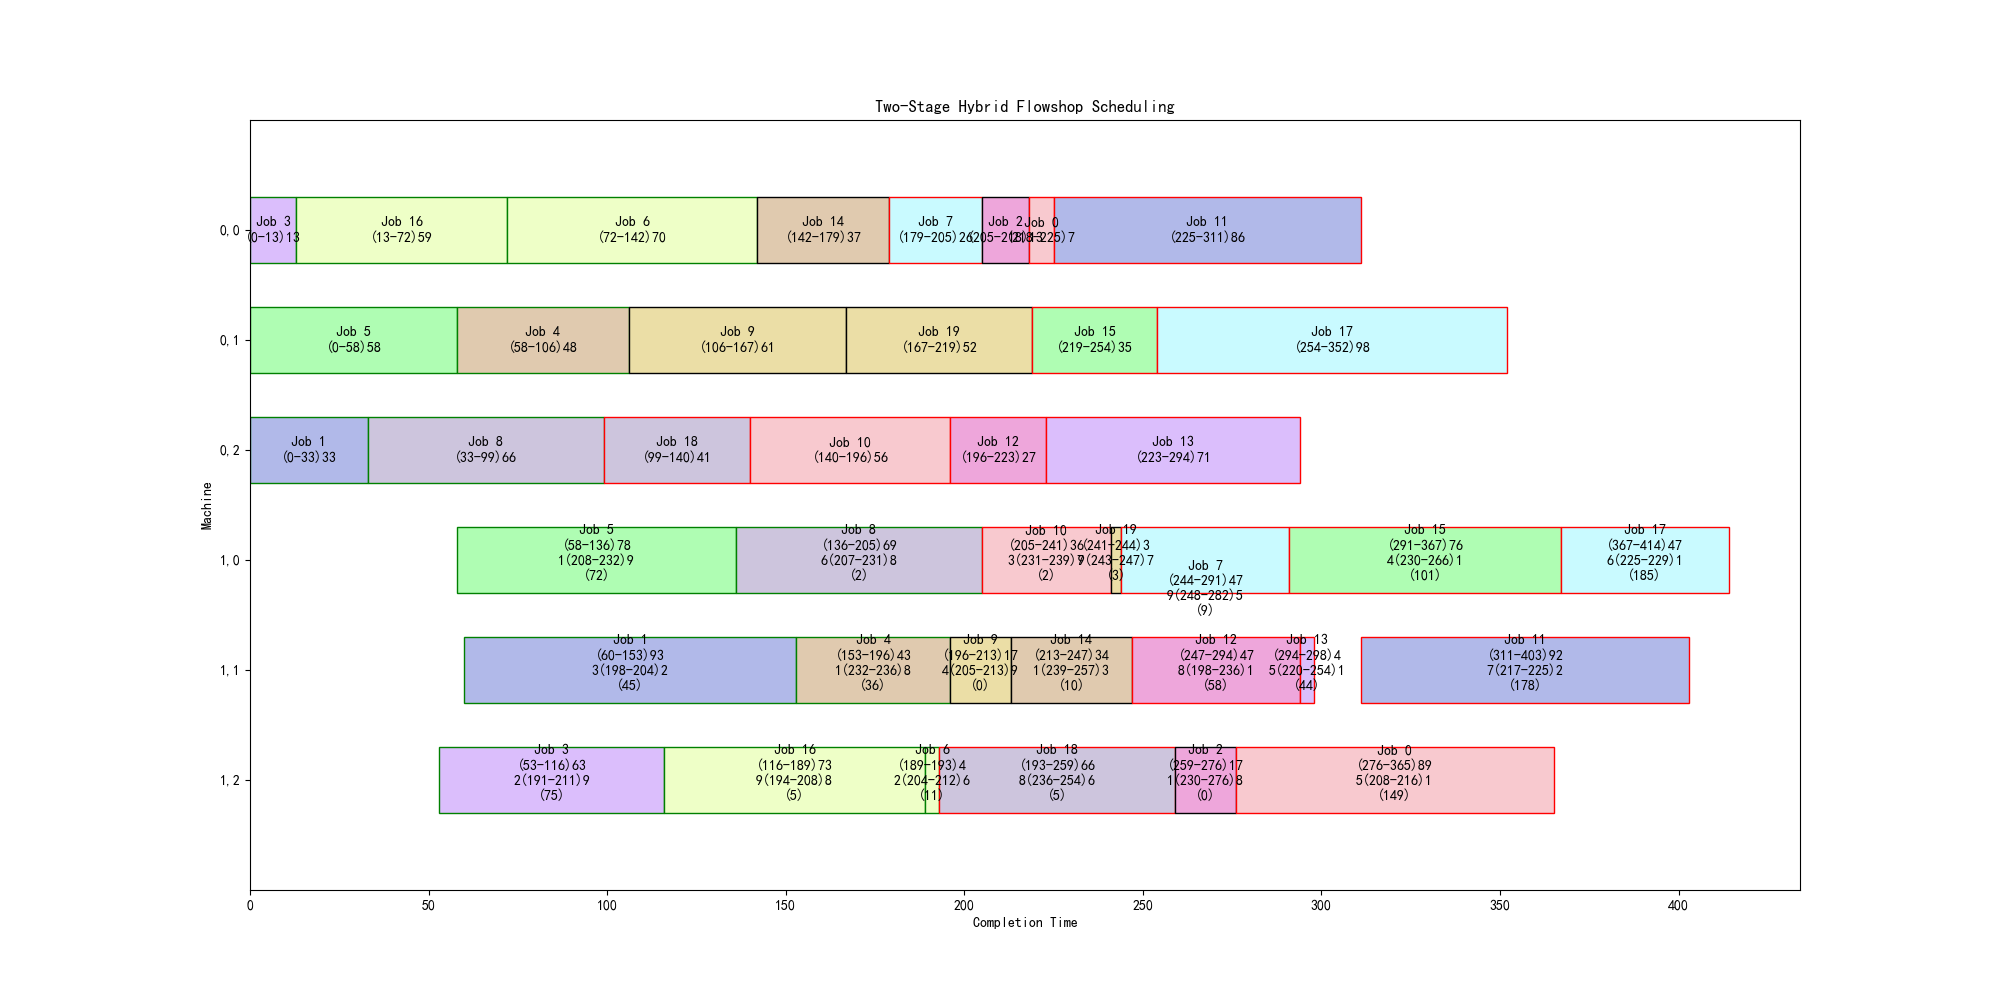 Two-Stage Hybrid Flowshop Scheduling
0,0
Job 3
(0-13)13
Job 16
(13-72)59
Job 6
(72-142)70
Job 14
(142-179)37
Job 7
(179-205)26
Job 2
(205-218)13
Job 0
(218-225)7
Job 11
(225-311)86
0,1
Job 5
(0-58)58
Job 4
(58-106)48
Job 9
(106-167)61
Job 19
(167-219)52
Job 15
(219-254)35
Job 17
(254-352)98
0,2
Job 1
(0-33)33
Job 8
(33-99)66
Job 18
(99-140)41
Job 10
(140-196)56
Job 12
(196-223)27
Job 13
(223-294)71
Machine
1,0
Job 5
(58-136)78
1(208-232)9
(72)
Job 8
(136-205)69
6(207-231)8
(2)
Job 10
(205-241)36
3(231-239)
(2)
Job 19
(241-244)3
(243-247)7
(3)
Job 7
(244-291)47
9(248-282)5
(9)
Job 15
(291-367)76
4(230-266)1
(101)
Job 17
(367-414)47
6(225-229)1
(185)
1,1
Job 1
(60-153)93
3(198-204)2
(45)
Job 4
(153-196)43
1(232-236)8
(36)
Job 9
(196-213)17
4(205-213)9
(0)
Job 14
(213-247)34
1(239-257)3
(10)
Job 12
(247-294)47
8(198-236)1
(58)
Job 13
(294-298)4
5(220-254)1
(44)
Job 11
(311-403)92
7(217-225)2
(178)
1,2
Job 3
(53-116)63
2(191-211)9
(75)
Job 16
(116-189)73
9(194-208)8
(5)
Job 6
(189-193)4
2(204-212)6
(11)
Job 18
(193-259)66
8(236-254)6
(5)
Job 2
(259-276)17
1(230-276)8
(0)
Job 0
(276-365)89
5(208-216)1
(149)
0
50
100
150
200
250
300
350
400
Completion Time